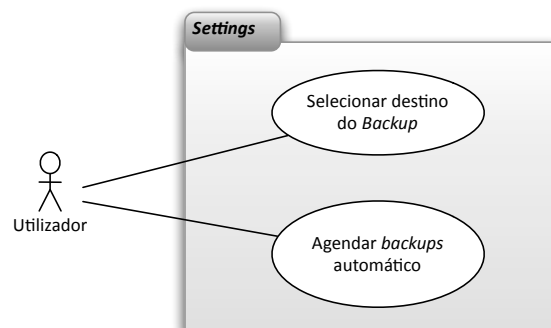 Settings
Selecionar destino
do Backup
Utilizador
Agendar backups
automático